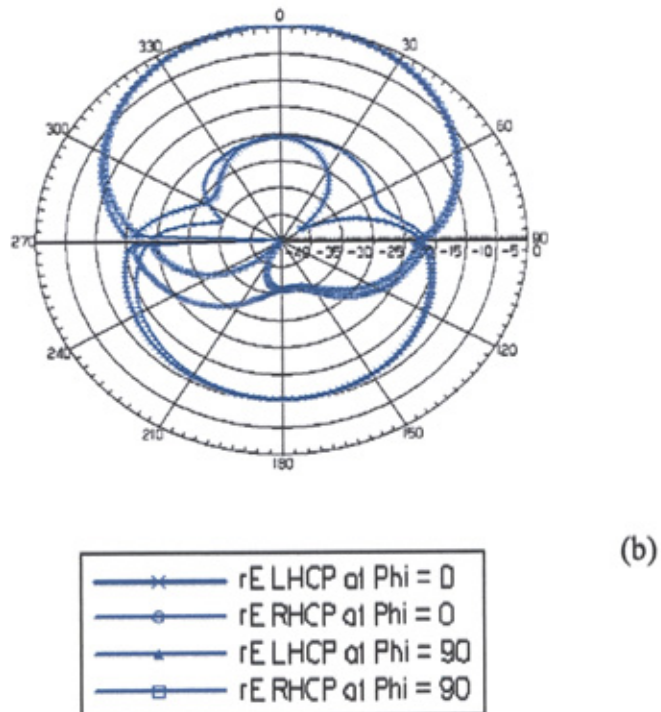 0
330 30
300 60
270 -40 -35 -30 -25 -15 -10 -5 0 90
240 120
210 150
180
(b)
rE LHCP at Phi = 0
rE RHCP at Phi = 0
rE LHCP at Phi = 90
rE RHCP at Phi = 90